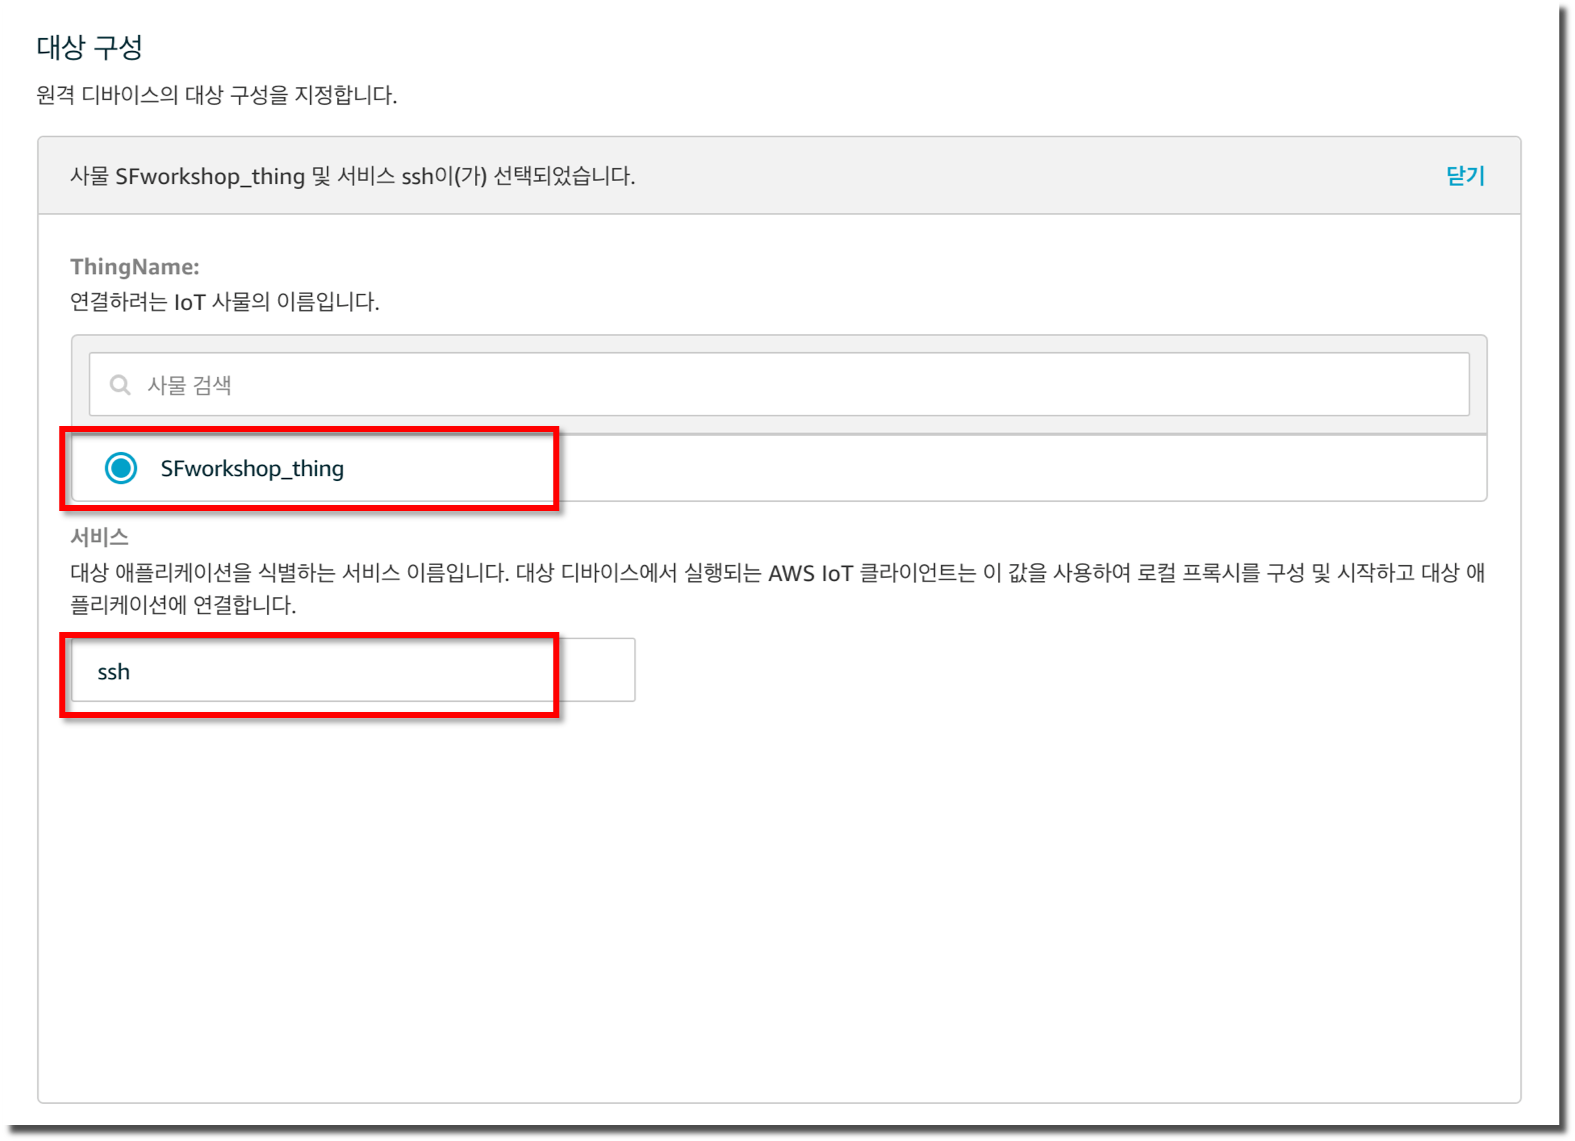 대상 구성
원격 디바이스의 대상 구성을 지정합니다.
사물 SFworkshop_thing 및 서비스 ssh이(가) 선택되었습니다.
닫기
ThingName:
연결하려는 IoT 사물의 이름입니다.
사물 검색
SFworkshop_thing
서비스
대상 애플리케이션을 식별하는 서비스 이름입니다. 대상 디바이스에서 실행되는 AWS IoT 클라이언트는 이 값을 사용하여 로컬 프록시를 구성 및 시작하고 대상 애
플리케이션에 연결합니다.
ssh